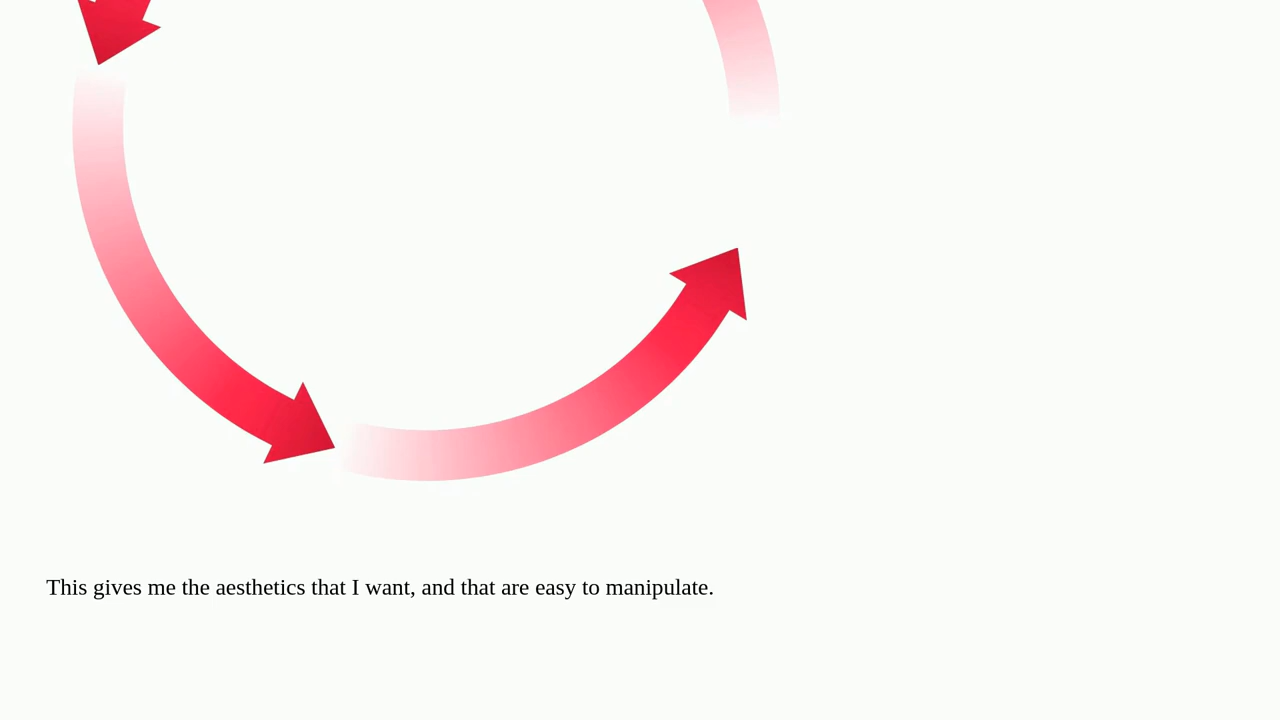 This gives me the aesthetics that I want, and that are easy to manipulate.